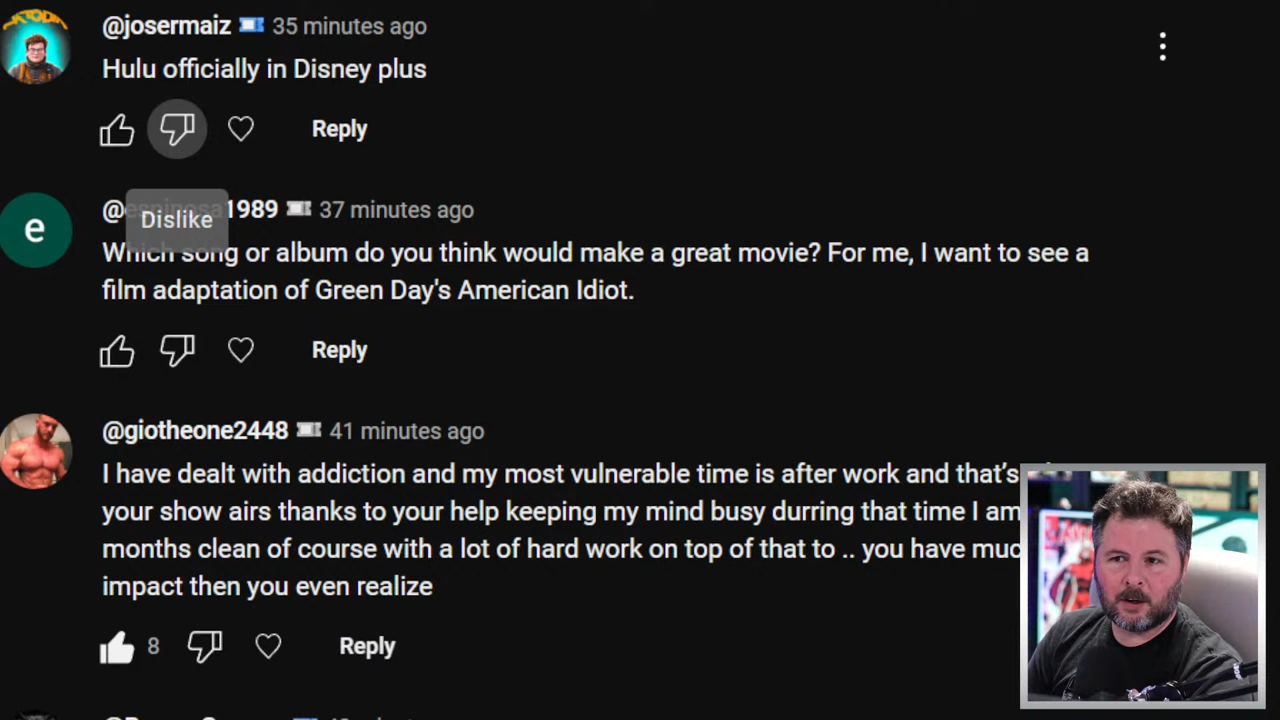 @josermaiz 35 minutes ago
Hulu officially in Disney plus
Reply
@espinosa1989 37 minutes ago
Dislike
Which song or album do you think would make a great movie? For me, I want to see a
film adaptation of Green Day's American Idiot.
Reply
@giotheone2448 41 minutes ago
I have dealt with addiction and my most vulnerable time is after work and that’s
your show airs thanks to your help keeping my mind busy durring that time I am
months clean of course with a lot of hard work on top of that to .. you have muc
impact then you even realize
8 Reply